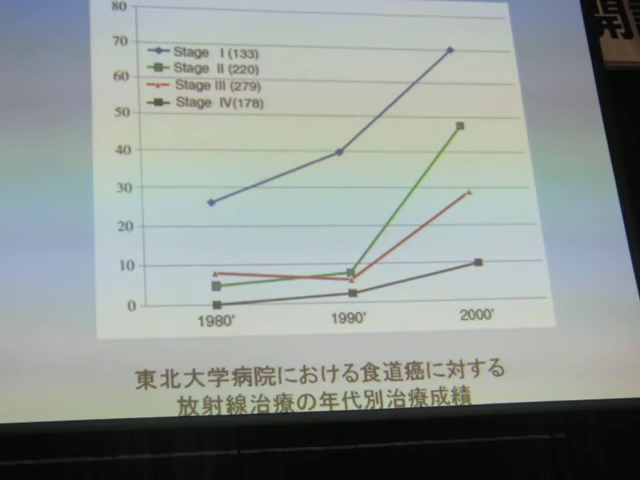 80
70
60
50
40
30
20
10
0
Stage I (133)
Stage II (220)
Stage III (279)
Stage IV(178)
1980' 1990' 2000'
東北大学病院における食道癌に対する
放射線治療の年代別治療成績